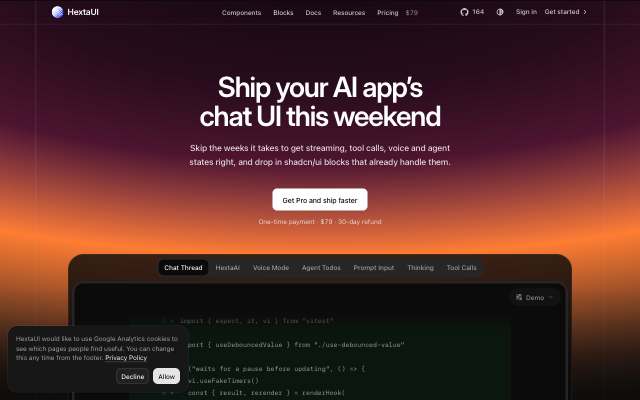 HextaUI
Components Blocks Docs Resources Pricing $79
164 Sign in Get started
Ship your AI app's
chat UI this weekend
Skip the weeks it takes to get streaming, tool calls, voice and agent
states right, and drop in shadcn/ui blocks that already handle them.
Get Pro and ship faster
One-time payment · $79 · 30-day refund
Chat Thread HextaAI Voice Mode Agent Todos Prompt Input Thinking Tool Calls
Demo
import { expect, it, vi } from "vitest"
import { useDebouncedValue } from "./use-debounced-value"
("waits for a pause before updating", () => {
vi.useFakeTimers()
const { result, rerender } = renderHook(
HextaUI would like to use Google Analytics cookies to
see which pages people find useful. You can change
this any time from the footer. Privacy Policy
Decline Allow